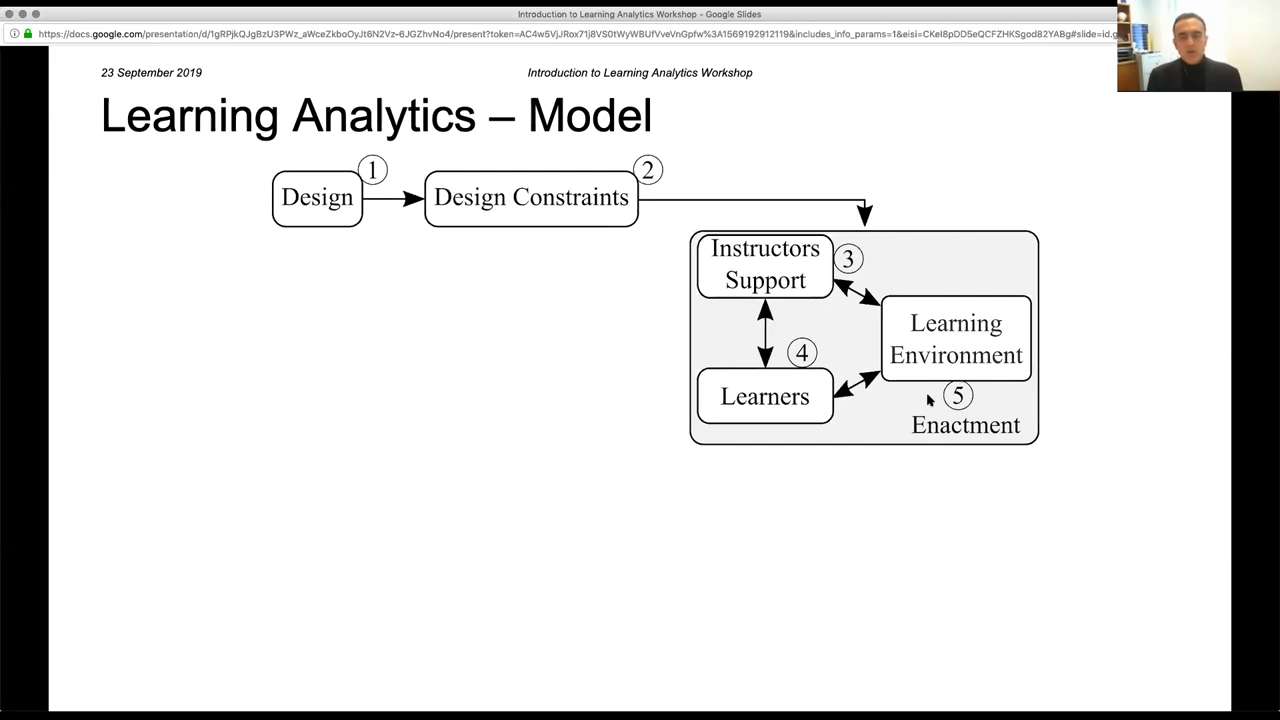 Introduction to Learning Analytics Workshop - Google Slides
23 September 2019
Introduction to Learning Analytics Workshop
Learning Analytics – Model
1
2
Design
Design Constraints
Instructors
Support
3
Learning
Environment
4
Learners
5
Enactment